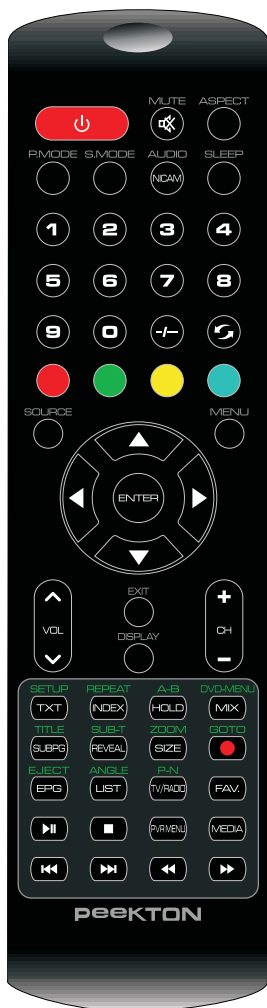 MUTE ASPECT
P.MODE S.MODE AUDIO SLEEP
NICAM
1 2 3 4
5 6 7 8
9 0 -/--
SOURCE MENU
ENTER
EXIT
VOL + CH -
DISPLAY
SETUP REPEAT A-B DVD-MENU
TXT INDEX HOLD MIX
TITLE SUB-T ZOOM GOTO
SUBPG REVEAL SIZE
EJECT ANGLE P-N
EPG LIST TV/RADIO FAV.
PVR MENU MEDIA
PEEKTON